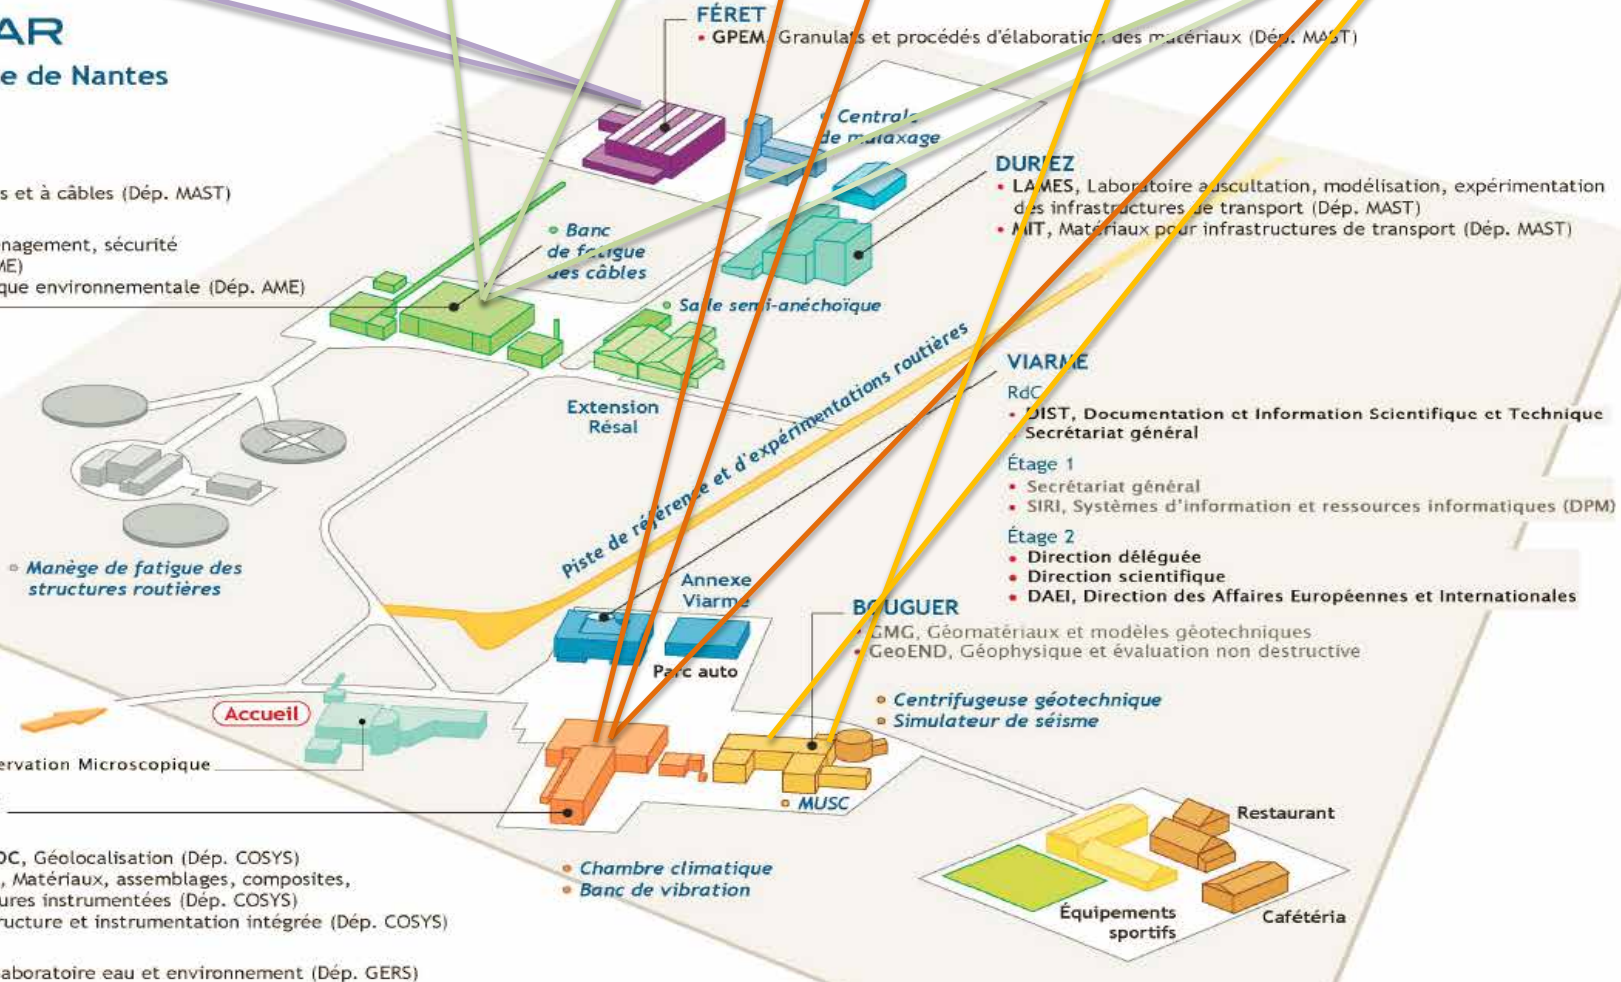 AR
e de Nantes
FÉRET
• GPEM, Granulats et procédés d'élaboration des matériaux (Dép. MAST)
Centrale
de malaxage
s et à câbles (Dép. MAST)
nagement, sécurité
ME)
que environnementale (Dép. AME)
DURIEZ
• LAMES, Laboratoire auscultation, modélisation, expérimentation
des infrastructures de transport (Dép. MAST)
• MIT, Matériaux pour infrastructures de transport (Dép. MAST)
Banc
de fatigue
des câbles
Salle semi-anéchoïque
Extension
Résal
Piste de référence et d'expérimentations routières
VIARME
RdC
• DIST, Documentation et Information Scientifique et Technique
• Secrétariat général
Étage 1
• Secrétariat général
• SIRI, Systèmes d'information et ressources informatiques (DPM)
Étage 2
• Direction déléguée
• Direction scientifique
• DAEI, Direction des Affaires Européennes et Internationales
Manège de fatigue des
structures routières
Annexe
Viarme
Parc auto
BOUGUER
• GMG, Géomatériaux et modèles géotechniques
• GeoEND, Géophysique et évaluation non destructive
Centrifugeuse géotechnique
Simulateur de séisme
Accueil
ervation Microscopique
MUSC
Restaurant
OC, Géolocalisation (Dép. COSYS)
, Matériaux, assemblages, composites,
ures instrumentées (Dép. COSYS)
ructure et instrumentation intégrée (Dép. COSYS)
aboratoire eau et environnement (Dép. GERS)
Chambre climatique
Banc de vibration
Équipements
sportifs
Cafétéria